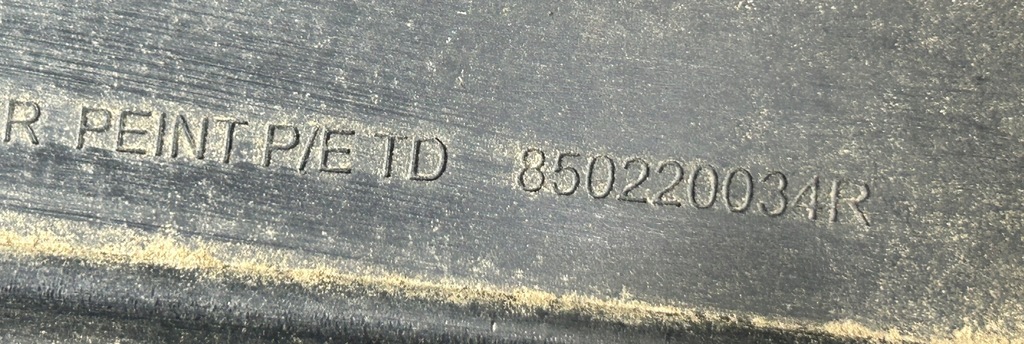 R PEINT P/E TD 850220034R